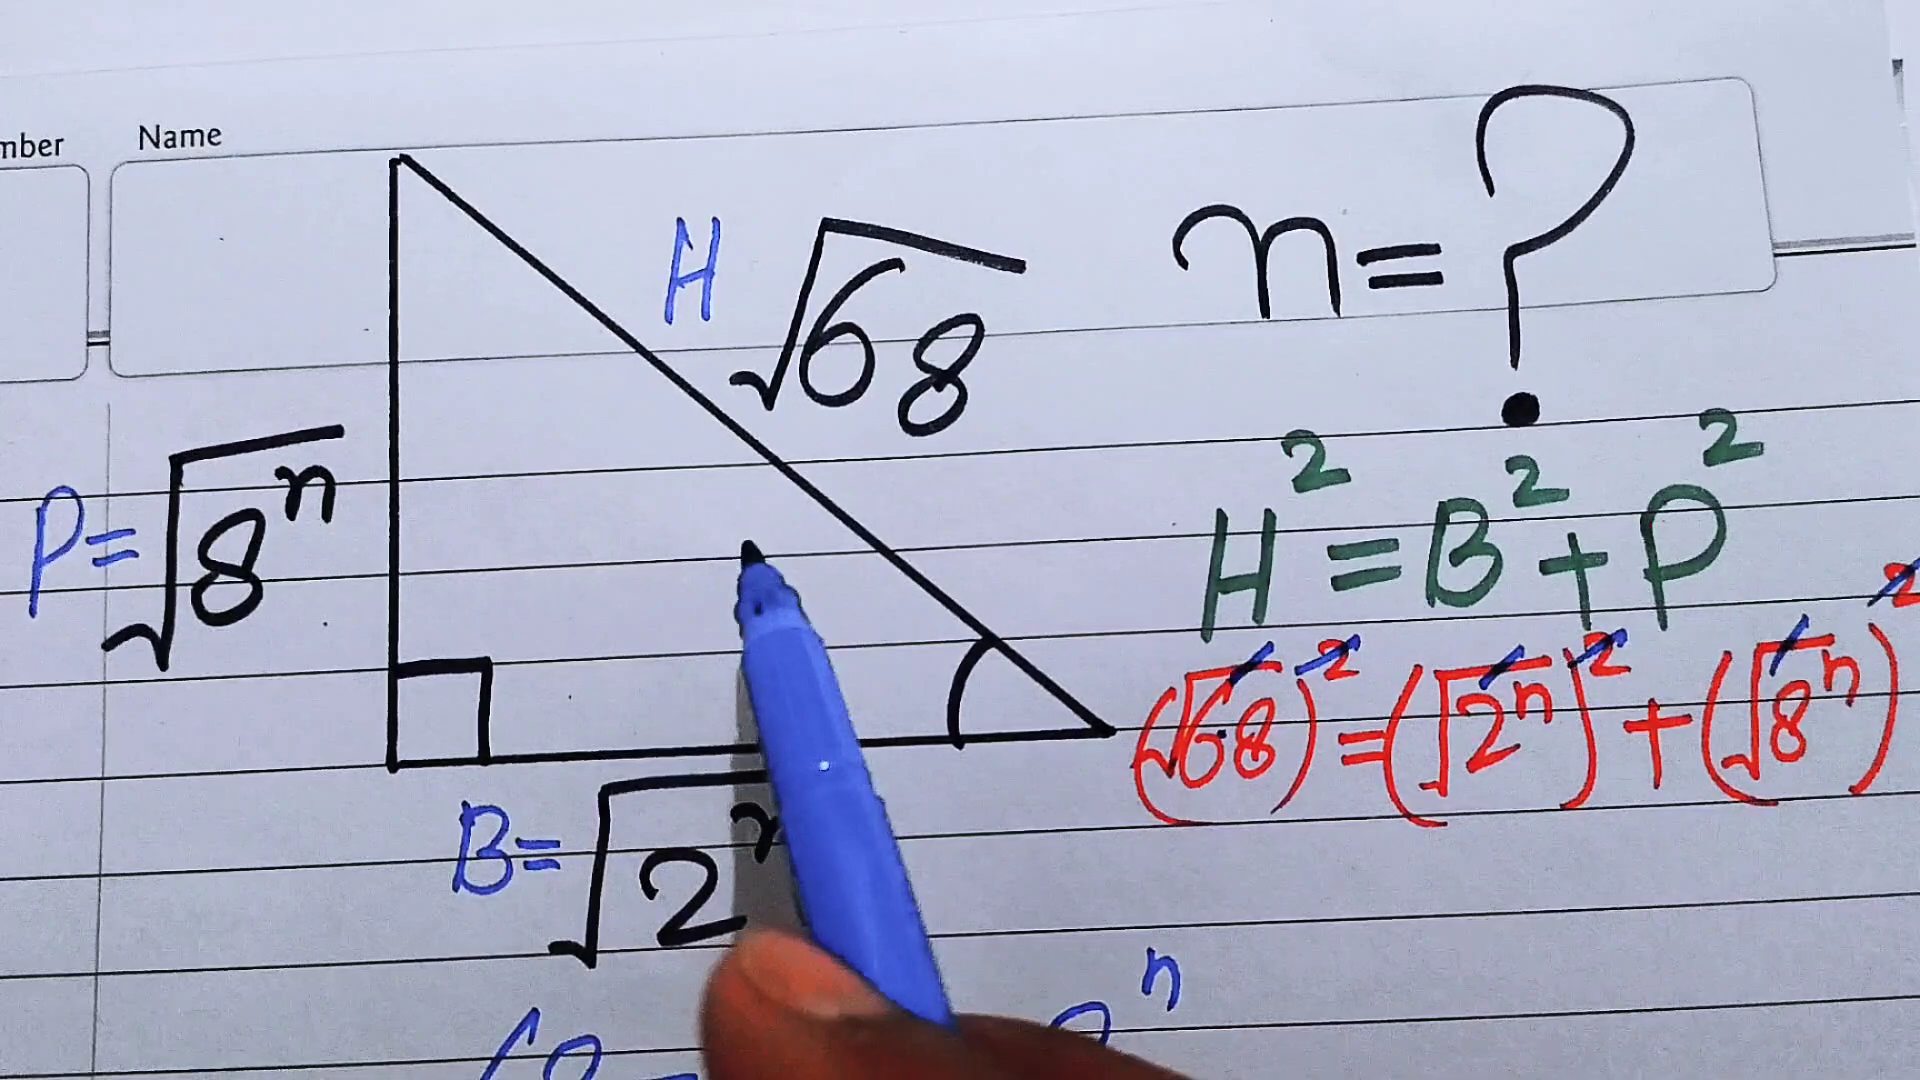 mber Name
H √68
n = ?
P = √8ⁿ
H² = B² + P²
(√68)² = (√2ⁿ)² + (√8ⁿ)²
B = √2ⁿ